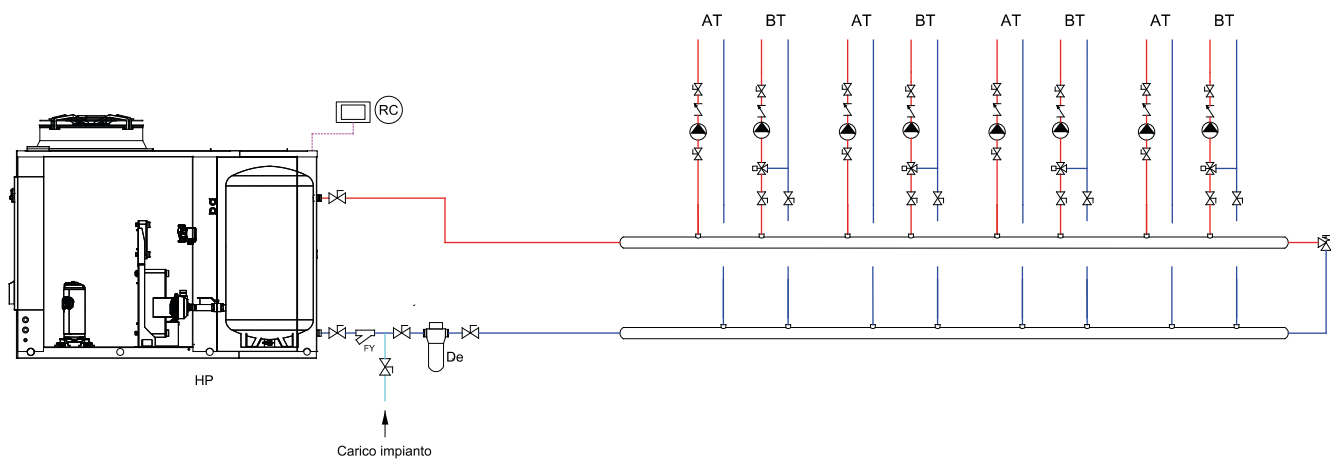 AT BT AT BT AT BT AT BT
RC
FY
De
HP
Carico impianto